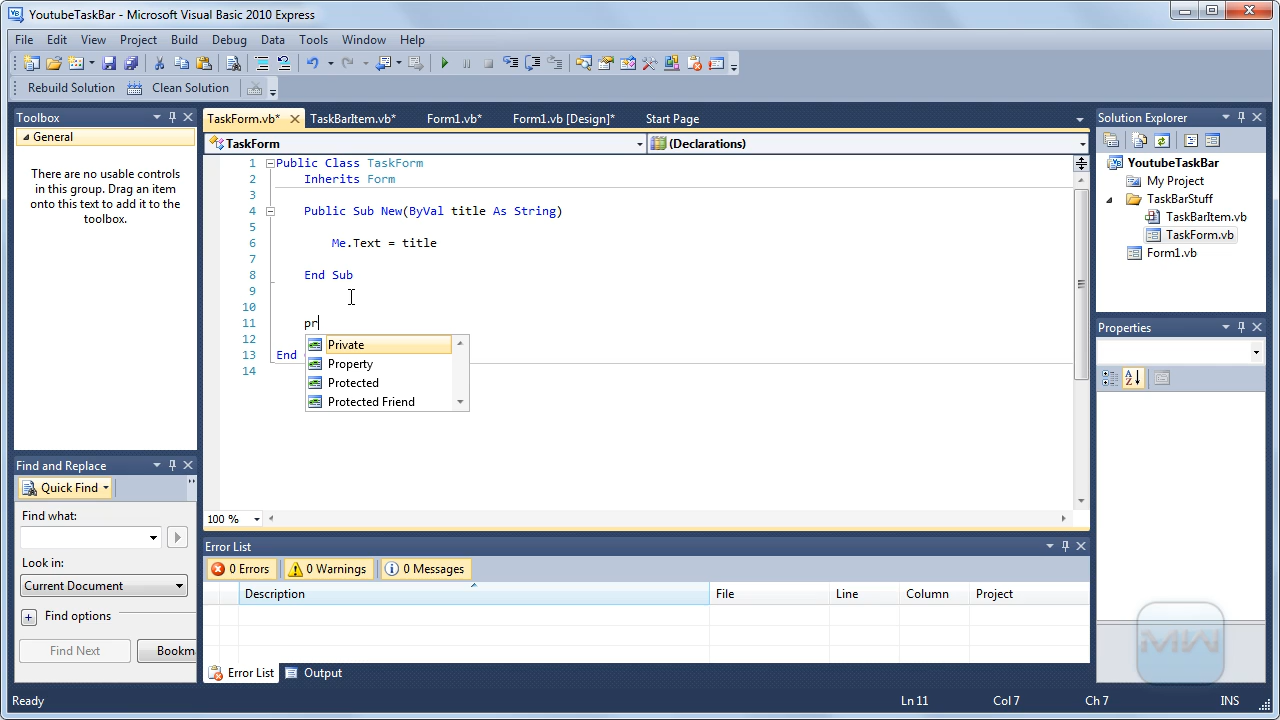 YoutubeTaskBar - Microsoft Visual Basic 2010 Express
File Edit View Project Build Debug Data Tools Window Help
Rebuild Solution Clean Solution
Toolbox
General
There are no usable controls
in this group. Drag an item
onto this text to add it to the
toolbox.
Find and Replace
Quick Find
Find what:
Look in:
Current Document
Find options
Find Next Bookm
TaskForm.vb* TaskBarItem.vb* Form1.vb* Form1.vb [Design]* Start Page
TaskForm (Declarations)
1 Public Class TaskForm
2 Inherits Form
3
4 Public Sub New(ByVal title As String)
5
6 Me.Text = title
7
8 End Sub
9
10
11 pr
12
13 End
14
Private
Property
Protected
Protected Friend
100 %
Error List
0 Errors 0 Warnings 0 Messages
Description File Line Column Project
Error List Output
Solution Explorer
YoutubeTaskBar
My Project
TaskBarStuff
TaskBarItem.vb
TaskForm.vb
Form1.vb
Properties
MW
Ready Ln 11 Col 7 Ch 7 INS